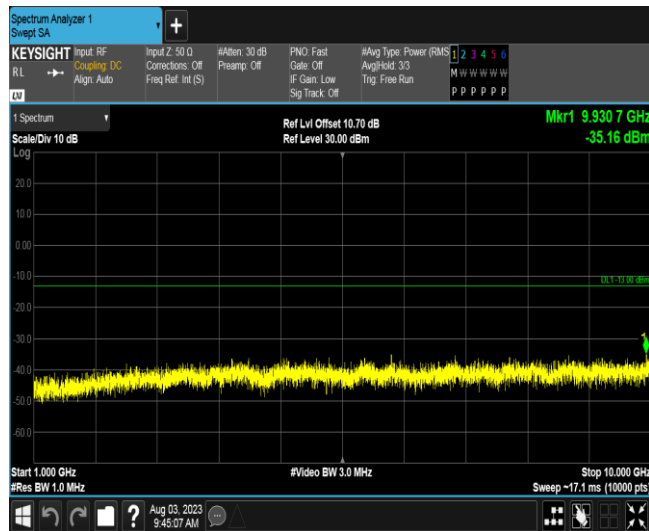 Spectrum Analyzer 1
Swept SA
+
KEYSIGHT
RL
LXI
Input: RF
Coupling: DC
Align: Auto
Input Z: 50 Ω
Corrections: Off
Freq Ref: Int (S)
#Atten: 30 dB
Preamp: Off
PNO: Fast
Gate: Off
IF Gain: Low
Sig Track: Off
#Avg Type: Power (RMS
Avg|Hold: 3/3
Trig: Free Run
1 2 3 4 5 6
M W W W W W
P P P P P P
1 Spectrum
Scale/Div 10 dB
Log
Ref Lvl Offset 10.70 dB
Ref Level 30.00 dBm
Mkr1 9.930 7 GHz
-35.16 dBm
20.0
10.0
0.00
-10.0
DL1 -13.00 dBm
-20.0
-30.0
1
-40.0
-50.0
-60.0
Start 1.000 GHz
#Res BW 1.0 MHz
#Video BW 3.0 MHz
Stop 10.000 GHz
Sweep ~17.1 ms (10000 pts)
?
Aug 03, 2023
9:45:07 AM